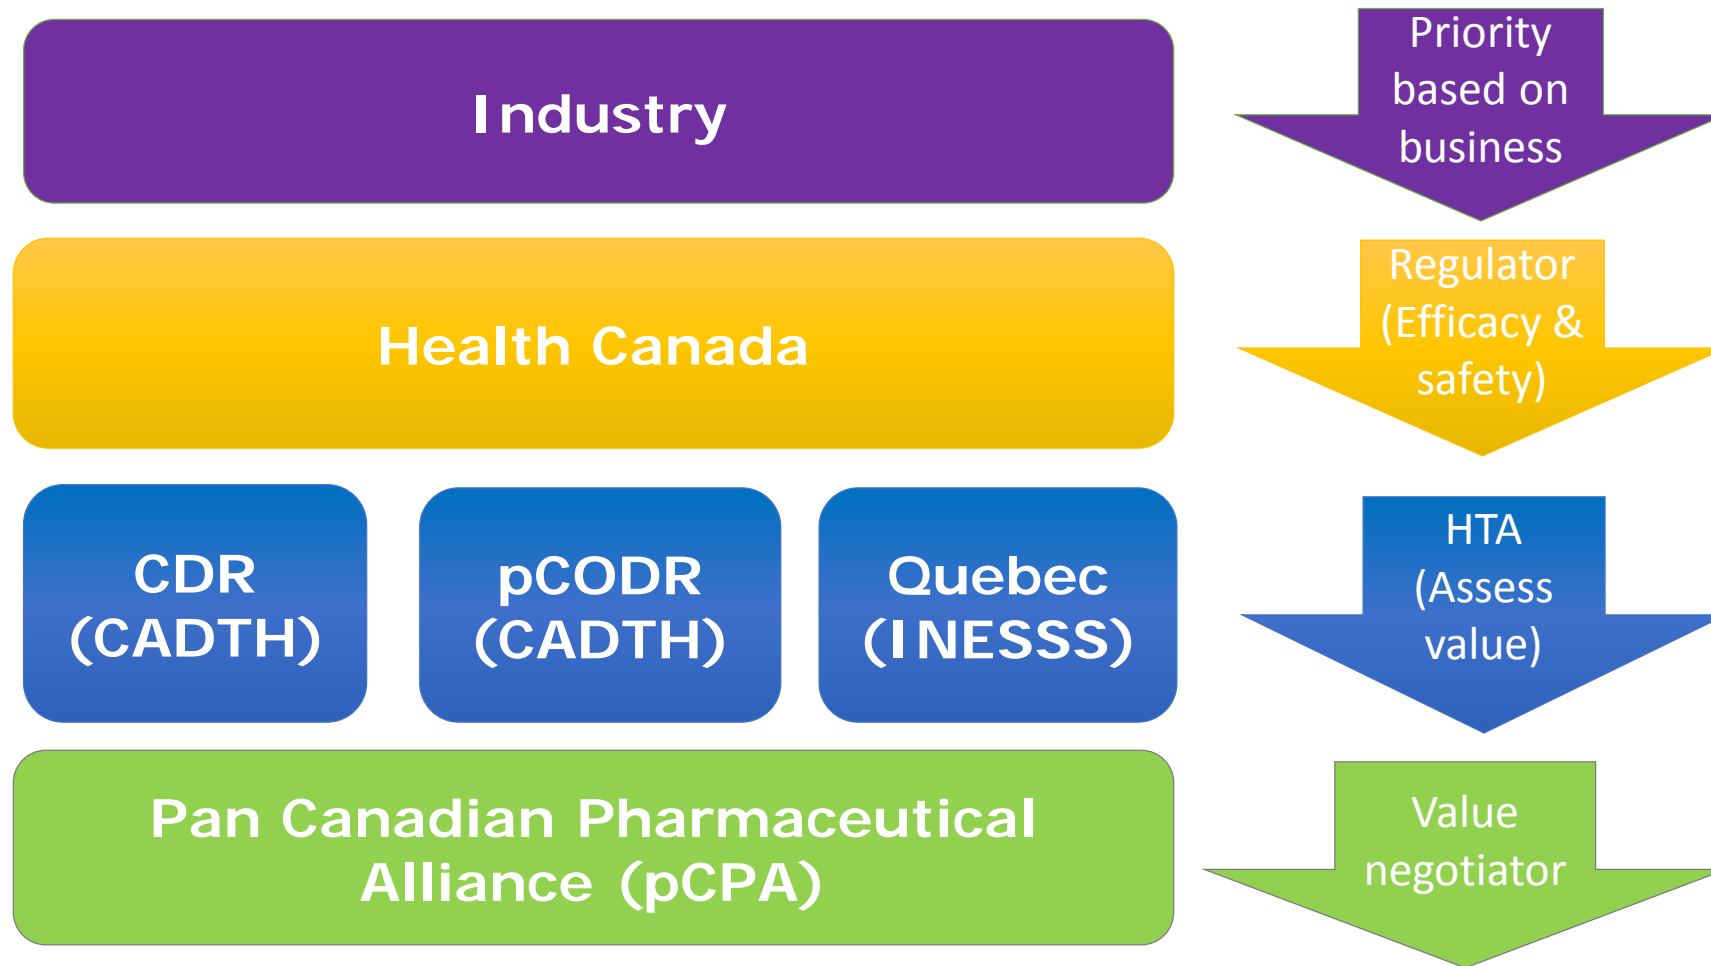 Industry
Priority
based on
business
Health Canada
Regulator
(Efficacy &
safety)
CDR
(CADTH)
pCODR
(CADTH)
Quebec
(INESSS)
HTA
(Assess
value)
Pan Canadian Pharmaceutical
Alliance (pCPA)
Value
negotiator